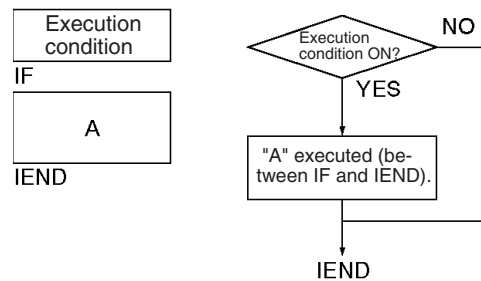 Execution
condition
IF
A
IEND
Execution
condition ON?
NO
YES
"A" executed (be-
tween IF and IEND).
IEND